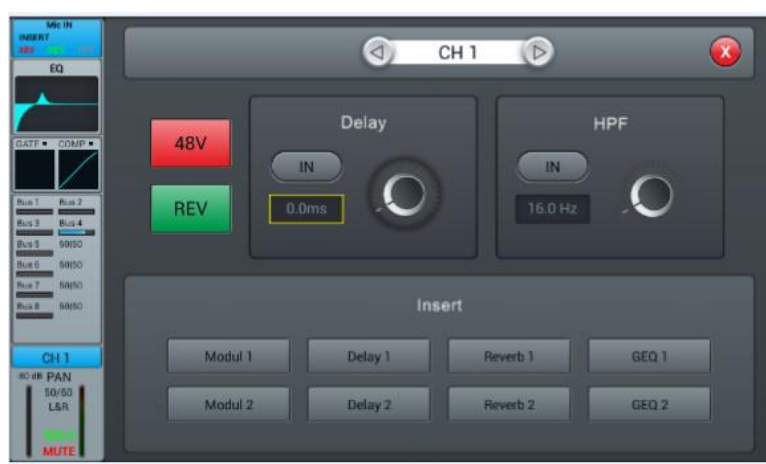 Mic IN
INSERT
48V
EQ
CH 1
48V
REV
Delay
IN
0.0ms
HPF
IN
16.0 Hz
GATE COMP
Bus 1 Bus 2
Bus 3 Bus 4
Bus 5 50|50
Bus 6 50|50
Bus 7 50|50
Bus 8 50|50
Insert
Modul 1 Delay 1 Reverb 1 GEQ 1
Modul 2 Delay 2 Reverb 2 GEQ 2
CH 1
PAN
50/50
L&R
MUTE